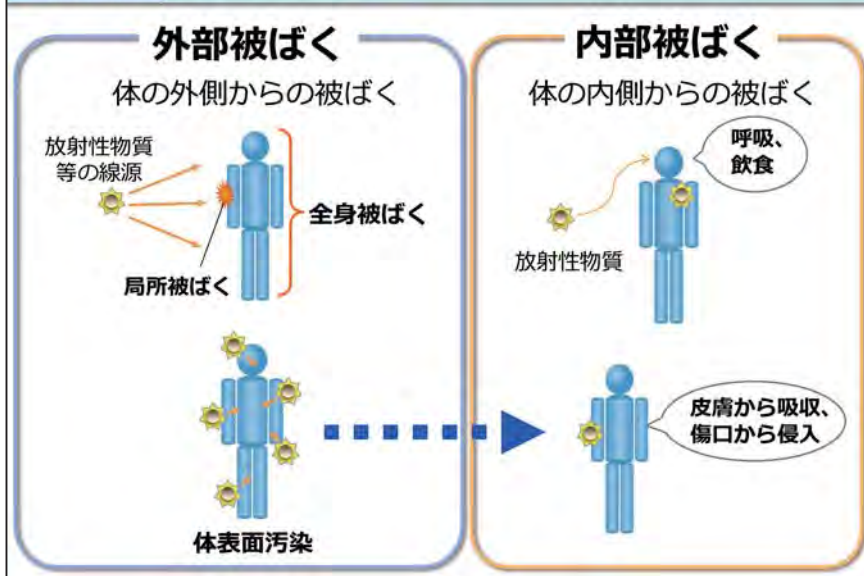 外部被ばく
体の外側からの被ばく
放射性物質
等の線源
全身被ばく
局所被ばく
体表面汚染
内部被ばく
体の内側からの被ばく
呼吸、
飲食
放射性物質
皮膚から吸収、
傷口から侵入